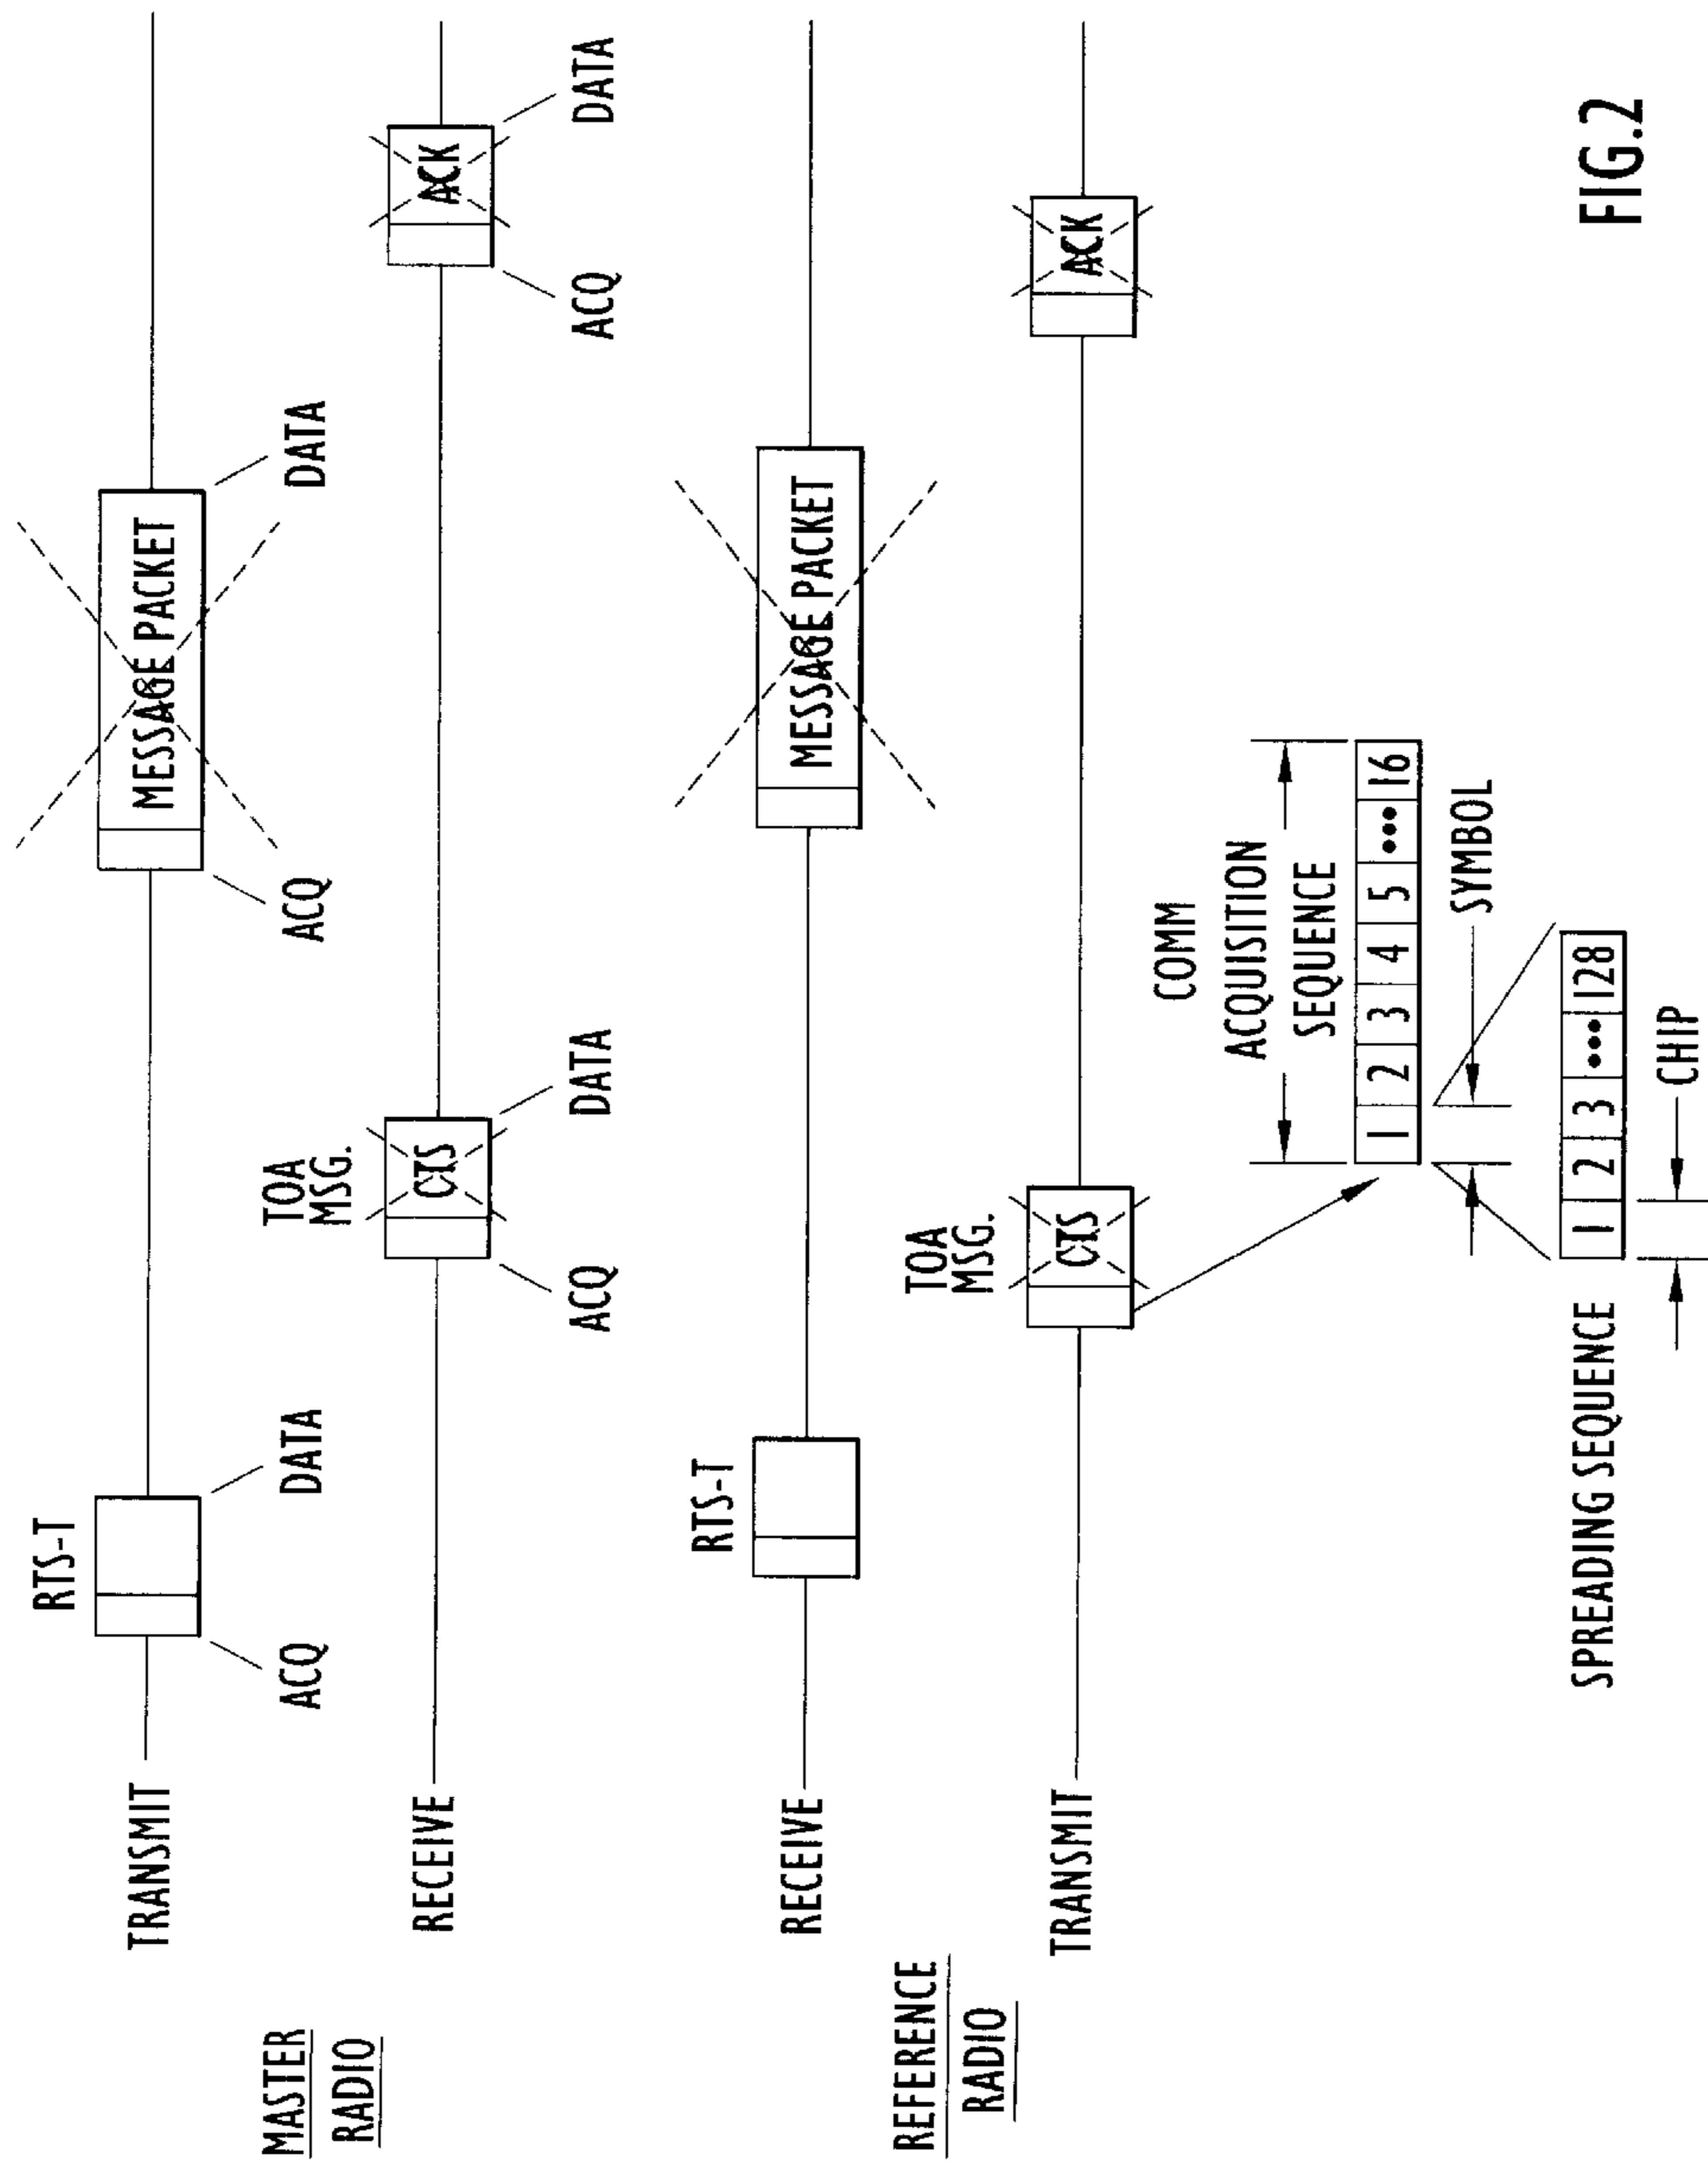 RTS-T
TRANSMIT
ACQ
DATA
MESSAGE PACKET
ACQ
DATA
MASTER
RADIO
TOA
MSG.
RECEIVE
CTS
ACQ
DATA
ACK
ACQ
DATA
RTS-T
RECEIVE
MESSAGE PACKET
REFERENCE
RADIO
TOA
MSG.
TRANSMIT
CTS
ACK
COMM
ACQUISITION
SEQUENCE
1 2 3 4 5 ••• 16
SYMBOL
SPREADING SEQUENCE
1 2 3 ••• 128
CHIP
FIG.2